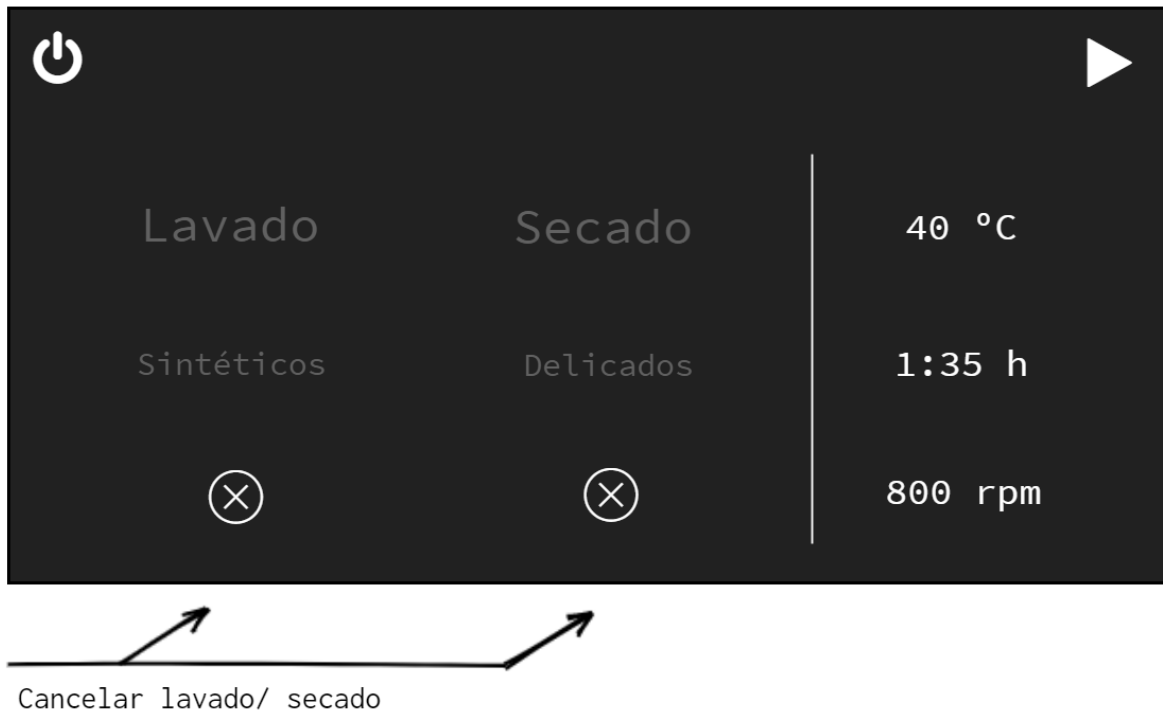 Lavado Secado 40 ºC
Sintéticos Delicados 1:35 h
800 rpm
Cancelar lavado/ secado